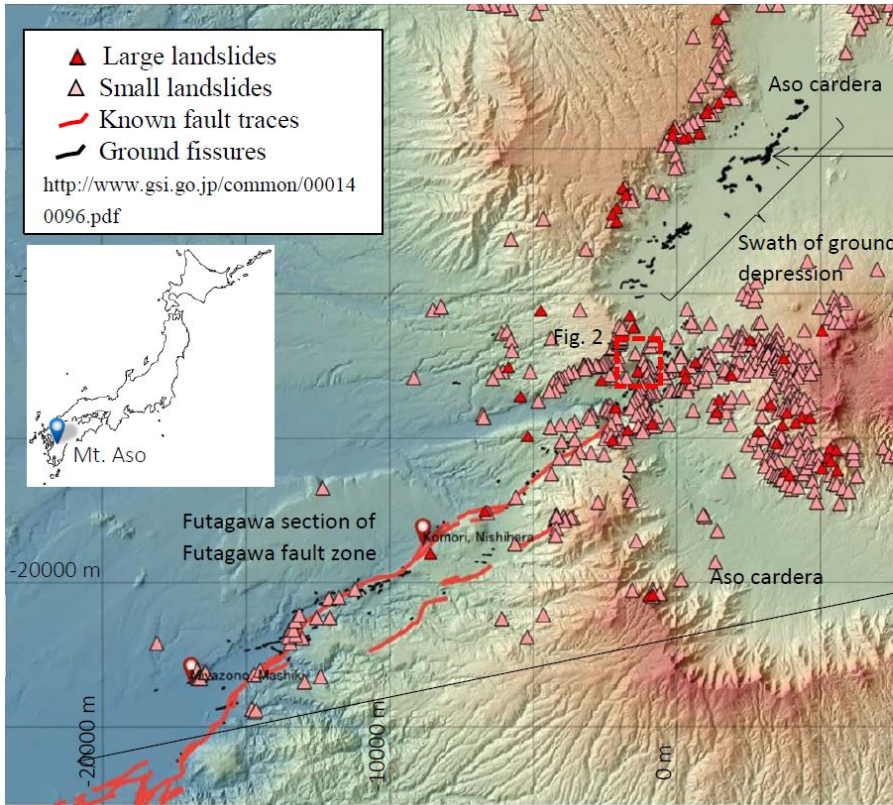 Large landslides
Small landslides
Known fault traces
Ground fissures
http://www.gsi.go.jp/common/00014
0096.pdf
Aso cardera
Swath of ground
depression
Fig. 2
Mt. Aso
Futagawa section of
Futagawa fault zone
Komori, Nishihara
-20000 m
Aso cardera
Miyazono, Mashiki
-20000 m
-10000 m
0 m